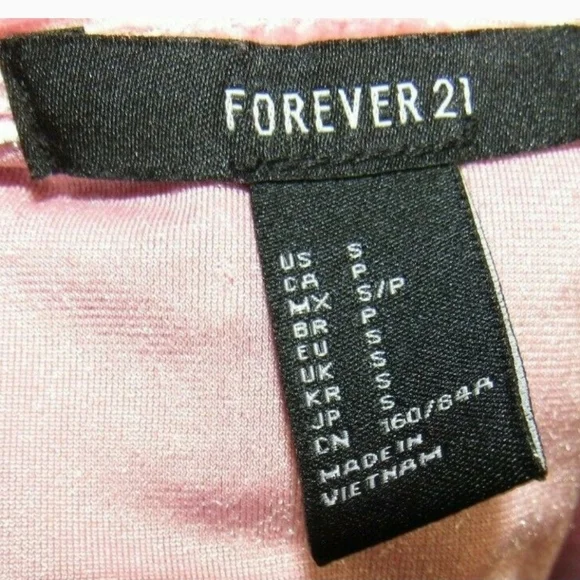 FOREVER 21
US S
CA P
MX S/P
BR P
EU S
UK S
KR S
JP S
CN 160/84A
MADE IN
VIETNAM